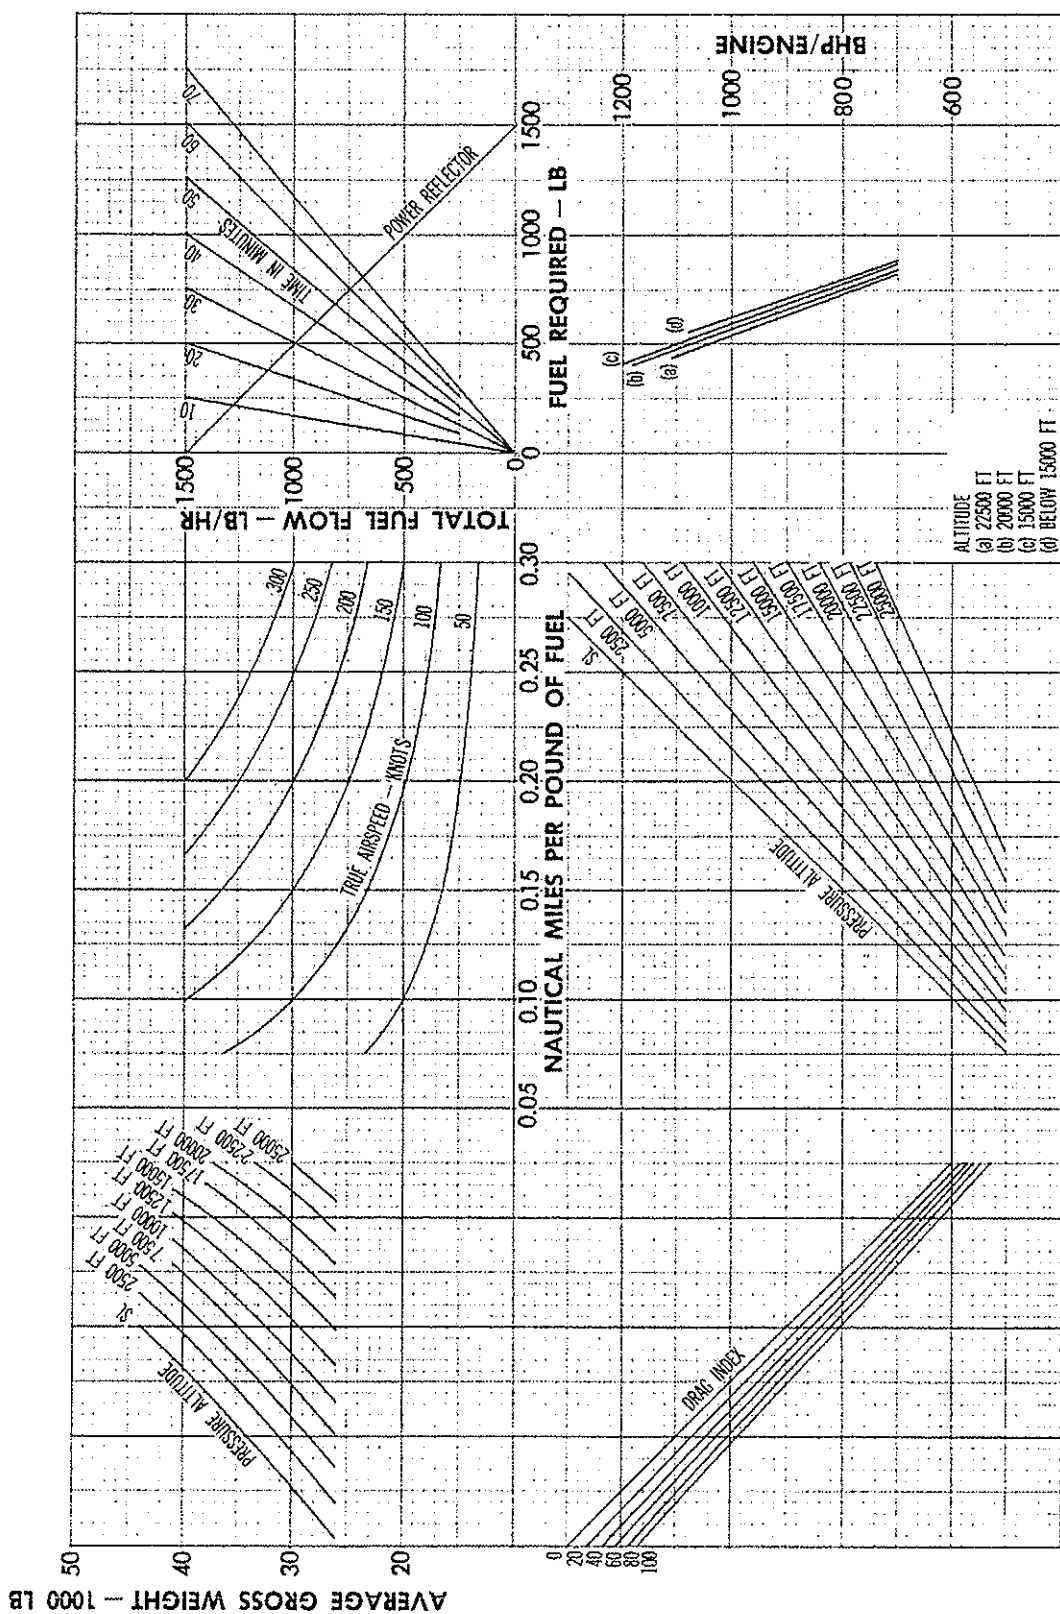 AVERAGE GROSS WEIGHT — 1000 LB
50
40
30
20
PRESSURE ALTITUDE
SL
2500 FT
5000 FT
7500 FT
10000 FT
12500 FT
15000 FT
17500 FT
20000 FT
22500 FT
25000 FT
TRUE AIRSPEED — KNOTS
300
250
200
150
100
50
TOTAL FUEL FLOW — LB/HR
1500
1000
500
0
TIME IN MINUTES
10
20
30
40
50
60
70
POWER REFLECTOR
0.05
0.10
0.15
0.20
0.25
0.30
NAUTICAL MILES PER POUND OF FUEL
0
500
1000
1500
FUEL REQUIRED — LB
DRAG INDEX
0
20
40
60
80
100
PRESSURE ALTITUDE
SL
2500 FT
5000 FT
7500 FT
10000 FT
12500 FT
15000 FT
17500 FT
20000 FT
22500 FT
25000 FT
BHP/ENGINE
1200
1000
800
600
(a)
(b)
(c)
(d)
ALTITUDE
(a) 22500 FT
(b) 20000 FT
(c) 15000 FT
(d) BELOW 15000 FT